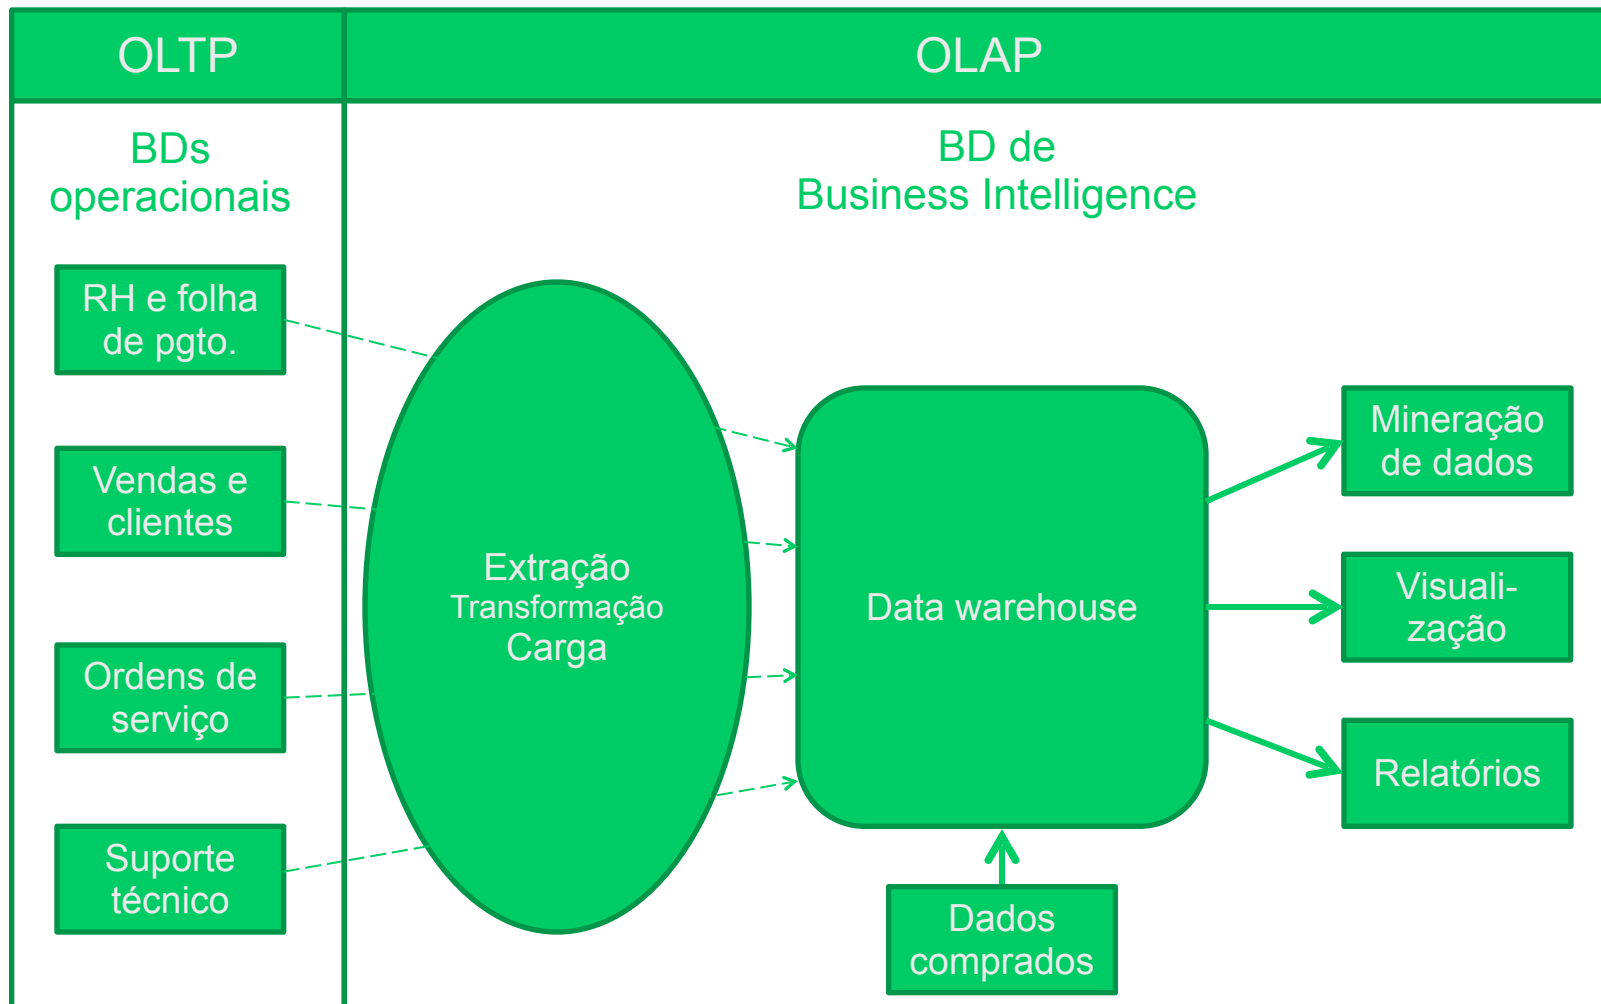 OLTP
OLAP
BDs
operacionais
BD de
Business Intelligence
RH e folha
de pgto.
Vendas e
clientes
Ordens de
serviço
Suporte
técnico
Extração
Transformação
Carga
Data warehouse
Dados
comprados
Mineração
de dados
Visuali-
zação
Relatórios